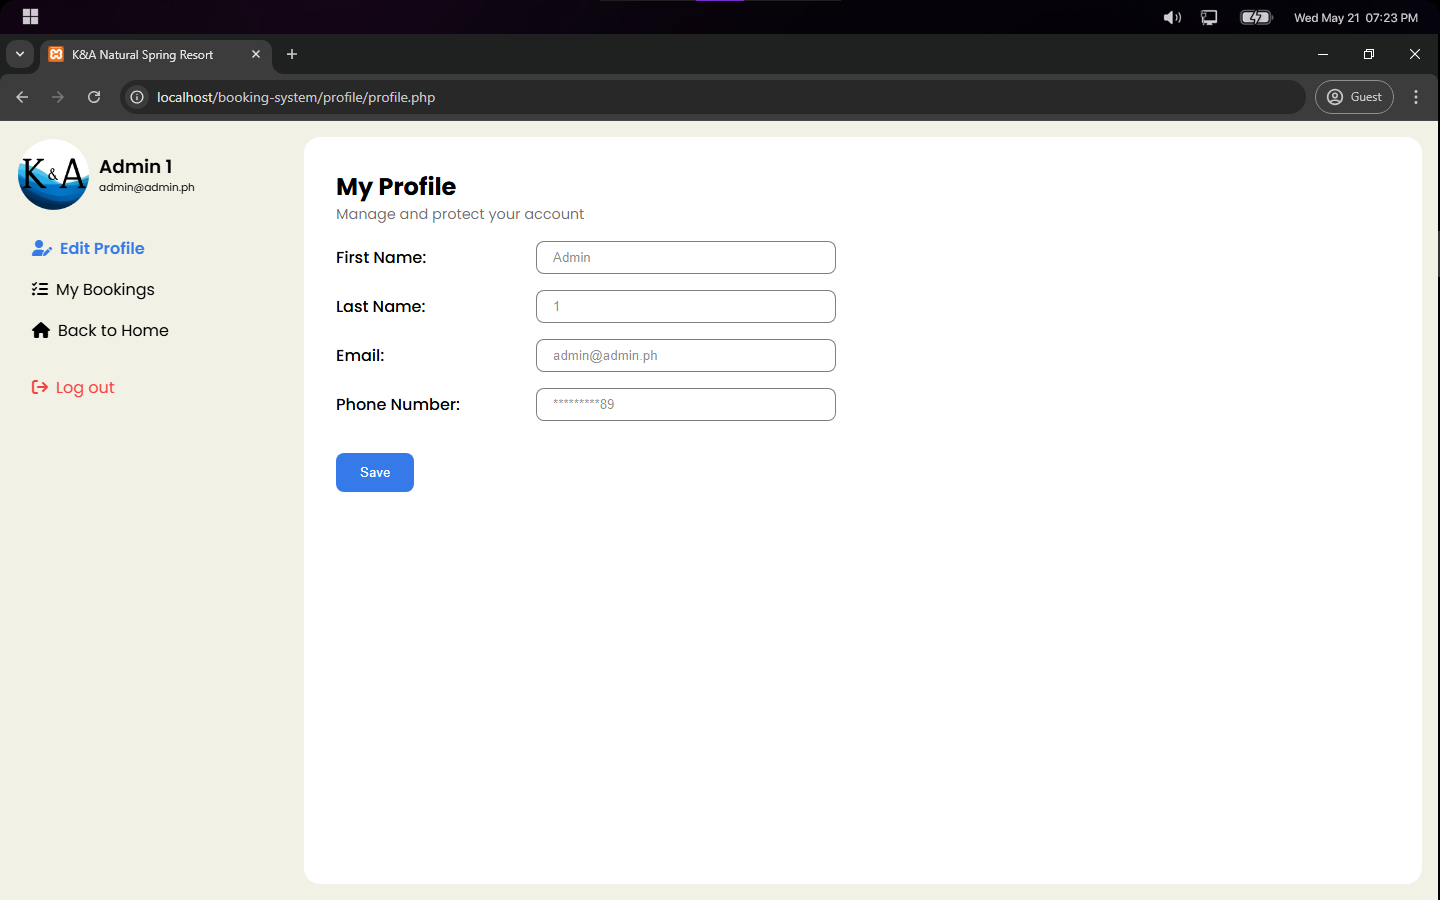 Wed May 21 07:23 PM
K&A Natural Spring Resort
localhost/booking-system/profile/profile.php
Guest
K&A
Admin 1
admin@admin.ph
Edit Profile
My Bookings
Back to Home
Log out
My Profile
Manage and protect your account
First Name:
Admin
Last Name:
1
Email:
admin@admin.ph
Phone Number:
*********89
Save